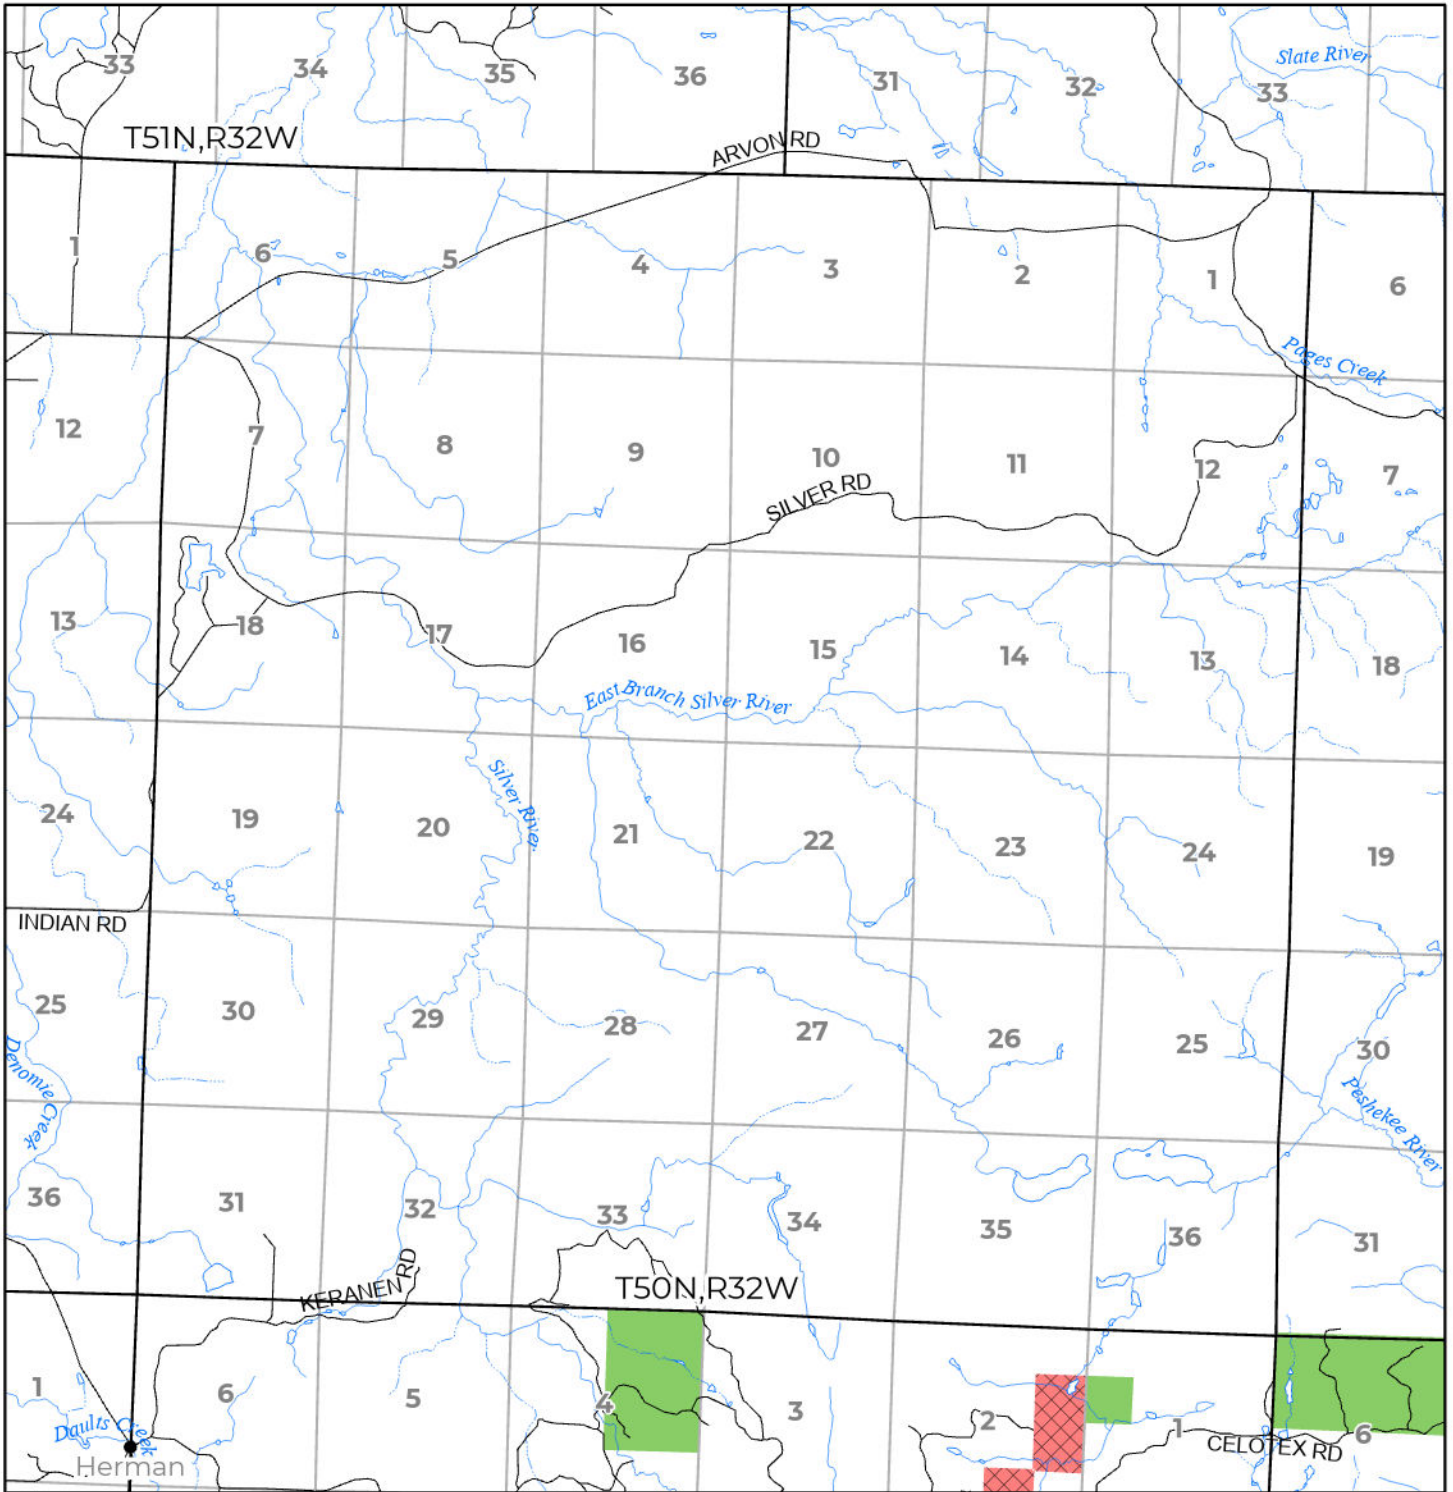 33 34 35 36 31 32 33
Slate River
T51N,R32W
ARVON RD
1 6 5 4 3 2 1 6
Pages Creek
12 7 8 9 10 11 12 7
SILVER RD
13 18 17 16 15 14 13 18
East Branch Silver River
Silver River
24 19 20 21 22 23 24 19
INDIAN RD
25 30 29 28 27 26 25 30
Denomie Creek
Peshekee River
36 31 32 33 34 35 36 31
KERANEN RD
T50N,R32W
1 6 5 4 3 2 1 6
Daults Creek
CELOTEX RD
Herman